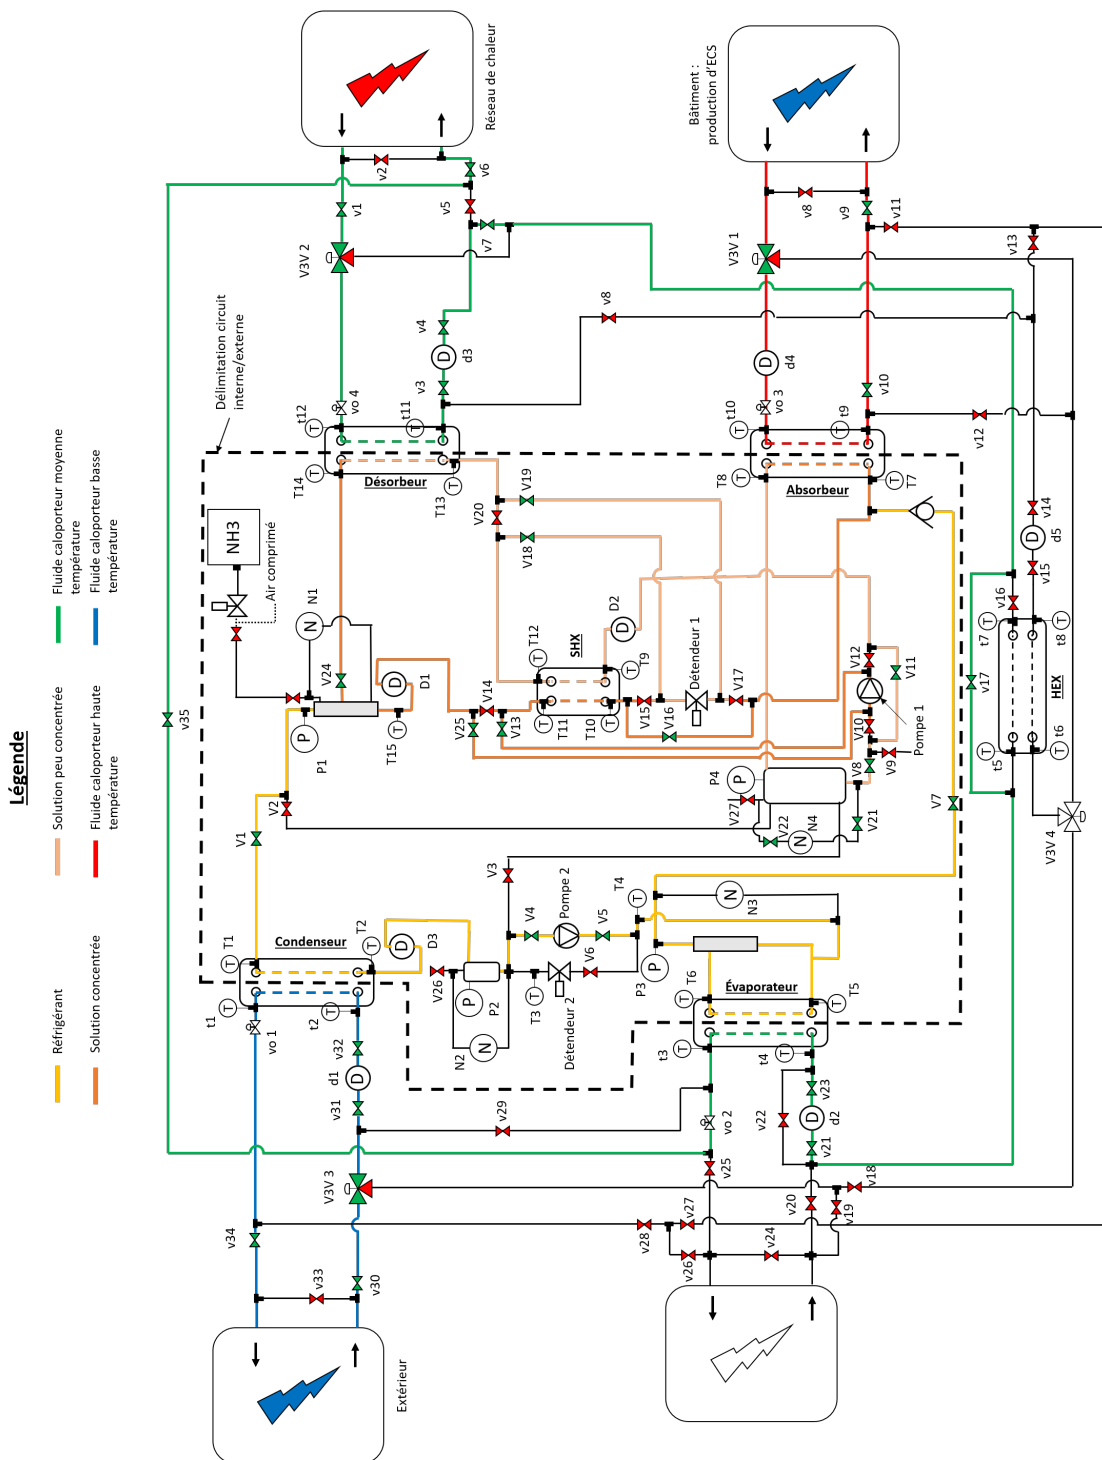 Légende
Réfrigérant
Solution concentrée
Solution peu concentrée
Fluide caloporteur haute
température
Fluide caloporteur moyenne
température
Fluide caloporteur basse
température
Délimitation circuit
interne/externe
Réseau de chaleur
Bâtiment :
production d'ECS
Extérieur
v1
v2
v3
v4
v5
v6
v7
v8
V3V 2
D
d3
vo 4
t12
t11
T
T
T14
T13
T
T
Désorbeur
v8
v9
v10
v11
v12
v13
V3V 1
D
d4
vo 3
t10
t9
T
T
T8
T7
T
T
Absorbeur
NH3
Air comprimé
N
N1
P
P1
V24
D
D1
T
T15
V1
V2
V25
V14
V13
V20
V19
V18
SHX
T12
T
T9
T
T11
T
T10
T
D
D2
V15
V16
V17
Détendeur 1
V12
V11
V10
V9
V8
Pompe 1
P
P4
V27
V22
N
N4
V21
V7
v14
D
d5
v15
v16
v17
t7
T
t8
T
t5
T
t6
T
HEX
V3V 4
v35
Condenseur
T1
T
T2
T
t1
T
t2
T
D
D3
V26
P
P2
N
N2
T
T3
Détendeur 2
V3
V4
Pompe 2
V5
V6
T4
T
P
P3
N
N3
Évaporateur
T6
T
T5
T
t3
T
t4
T
vo 1
v32
D
d1
v31
V3V 3
v34
v33
v30
v29
v28
v27
v26
v25
vo 2
v24
v23
D
d2
v22
v21
v20
v19
v18